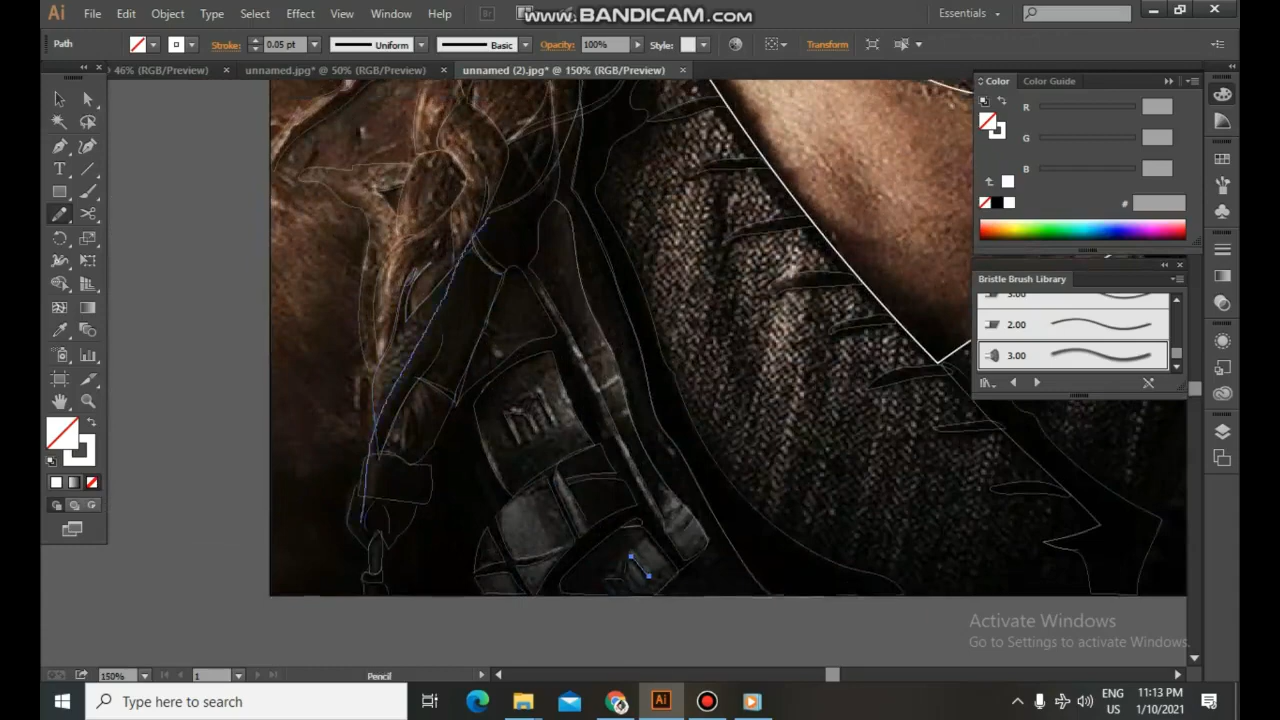 Ai File Edit Object Type Select Effect View Window Help Br www.BANDICAM.com Essentials
Path Stroke: 0.05 pt Uniform Basic Opacity: 100% Style: Transform
46% (RGB/Preview) unnamed.jpg* @ 50% (RGB/Preview) unnamed (2).jpg* @ 150% (RGB/Preview)
Color Color Guide
R
G
B
#
Bristle Brush Library
3.00
2.00
3.00
Activate Windows
Go to Settings to activate Windows.
150% 1 Pencil
Type here to search
Ai
ENG
US
11:13 PM
1/10/2021